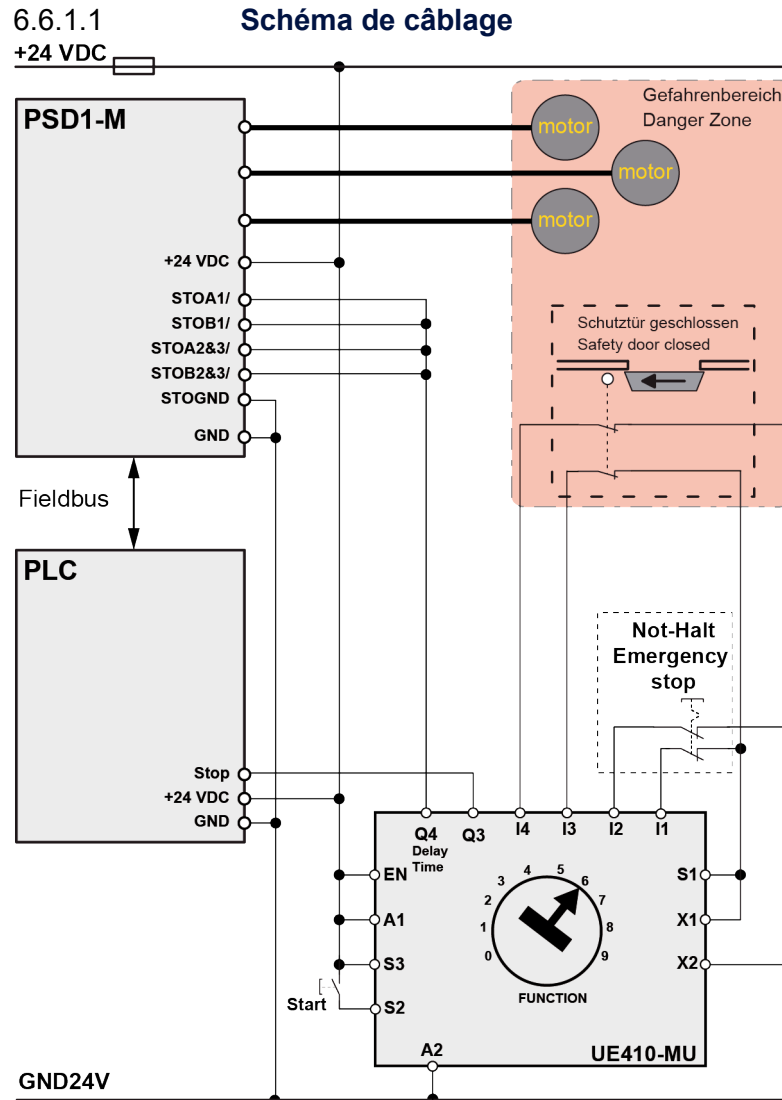 6.6.1.1 Schéma de câblage
+24 VDC
Gefahrenbereich
Danger Zone
PSD1-M
motor
motor
motor
+24 VDC
STOA1/
STOB1/
STOA2&3/
STOB2&3/
STOGND
GND
Schutztür geschlossen
Safety door closed
Fieldbus
PLC
Not-Halt
Emergency
stop
Stop
+24 VDC
GND
Q4
Delay
Time
Q3
I4
I3
I2
I1
EN
A1
S3
S2
Start
0
1
2
3
4
5
6
7
8
9
FUNCTION
S1
X1
X2
A2
UE410-MU
GND24V